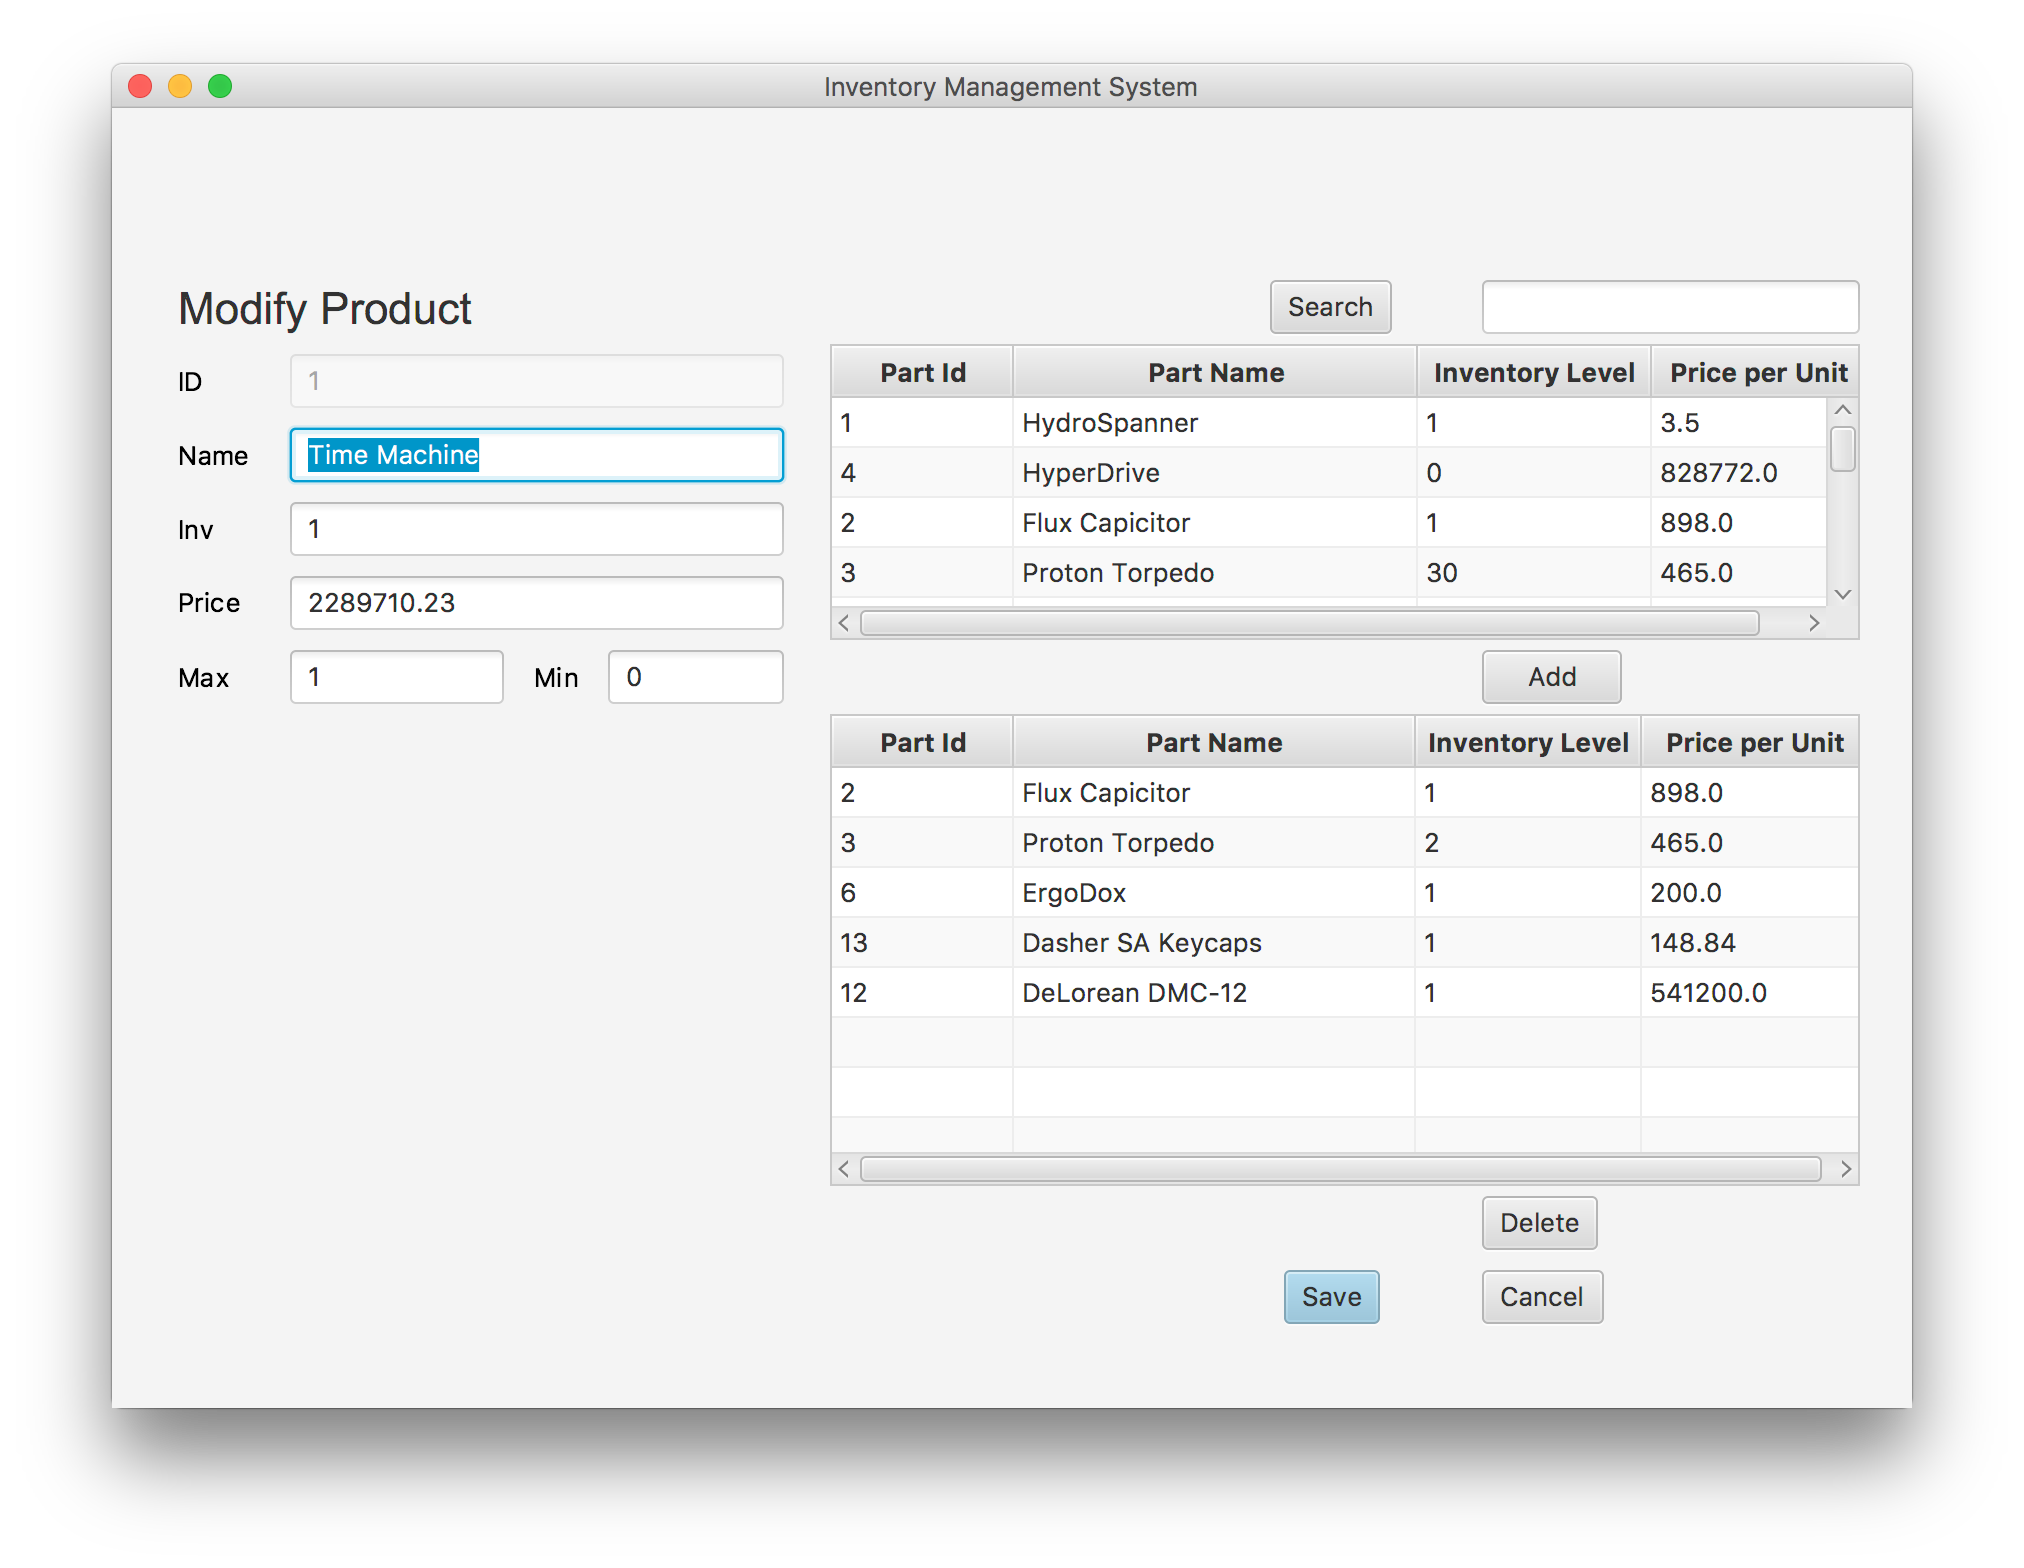 Inventory Management System
Modify Product
ID 1
Name Time Machine
Inv 1
Price 2289710.23
Max 1 Min 0
Search
Part Id Part Name Inventory Level Price per Unit
1 HydroSpanner 1 3.5
4 HyperDrive 0 828772.0
2 Flux Capicitor 1 898.0
3 Proton Torpedo 30 465.0
Add
Part Id Part Name Inventory Level Price per Unit
2 Flux Capicitor 1 898.0
3 Proton Torpedo 2 465.0
6 ErgoDox 1 200.0
13 Dasher SA Keycaps 1 148.84
12 DeLorean DMC-12 1 541200.0
Delete
Save Cancel